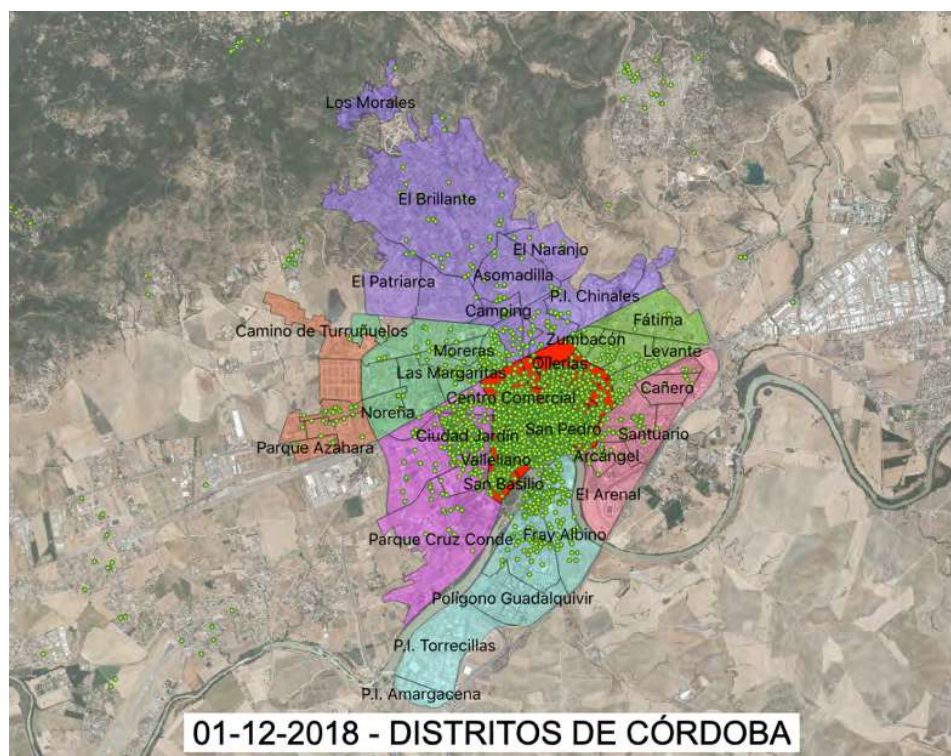 Los Morales
El Brillante
El Naranjo
Asomadilla
El Patriarca
P.I. Chinales
Camping
Fátima
Camino de Turruñuelos
Zumbacón
Moreras
Levante
Ollerías
Las Margaritas
Cañero
Centro Comercial
Noreña
Ciudad Jardín
San Pedro
Santuario
Parque Azahara
Vallellano
Arcángel
San Basilio
El Arenal
Parque Cruz Conde
Fray Albino
Polígono Guadalquivir
P.I. Torrecillas
P.I. Amargacena
01-12-2018 - DISTRITOS DE CÓRDOBA